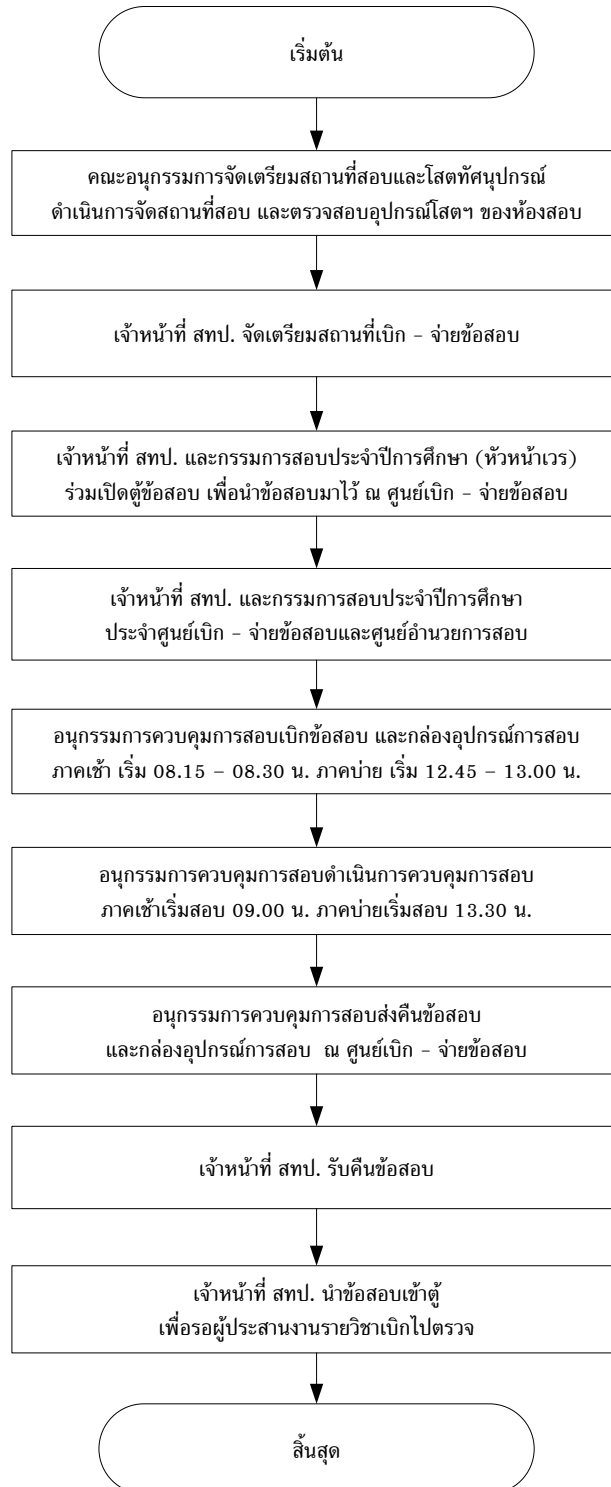 เริ่มต้น
คณะอนุกรรมการจัดเตรียมสถานที่สอบและโสตทัศนุปกรณ์
ดำเนินการจัดสถานที่สอบ และตรวจสอบอุปกรณ์โสตฯ ของห้องสอบ
เจ้าหน้าที่ สทป. จัดเตรียมสถานที่เบิก - จ่ายข้อสอบ
เจ้าหน้าที่ สทป. และกรรมการสอบประจำปีการศึกษา (หัวหน้าเวร)
ร่วมเปิดตู้ข้อสอบ เพื่อนำข้อสอบมาไว้ ณ ศูนย์เบิก - จ่ายข้อสอบ
เจ้าหน้าที่ สทป. และกรรมการสอบประจำปีการศึกษา
ประจำศูนย์เบิก - จ่ายข้อสอบและศูนย์อำนวยการสอบ
อนุกรรมการควบคุมการสอบเบิกข้อสอบ และกล่องอุปกรณ์การสอบ
ภาคเช้า เริ่ม 08.15 – 08.30 น. ภาคบ่าย เริ่ม 12.45 – 13.00 น.
อนุกรรมการควบคุมการสอบดำเนินการควบคุมการสอบ
ภาคเช้าเริ่มสอบ 09.00 น. ภาคบ่ายเริ่มสอบ 13.30 น.
อนุกรรมการควบคุมการสอบส่งคืนข้อสอบ
และกล่องอุปกรณ์การสอบ ณ ศูนย์เบิก - จ่ายข้อสอบ
เจ้าหน้าที่ สทป. รับคืนข้อสอบ
เจ้าหน้าที่ สทป. นำข้อสอบเข้าตู้
เพื่อรอผู้ประสานงานรายวิชาเบิกไปตรวจ
สิ้นสุด